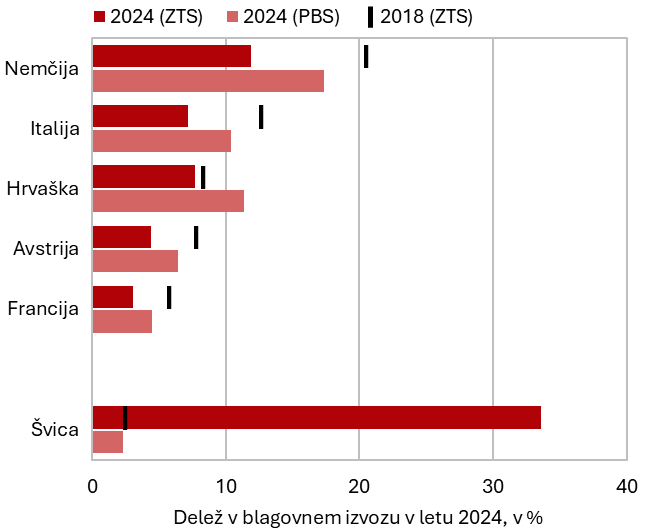 2024 (ZTS) 2024 (PBS) 2018 (ZTS)
Nemčija
Italija
Hrvaška
Avstrija
Francija
Švica
0 10 20 30 40
Delež v blagovnem izvozu v letu 2024, v %